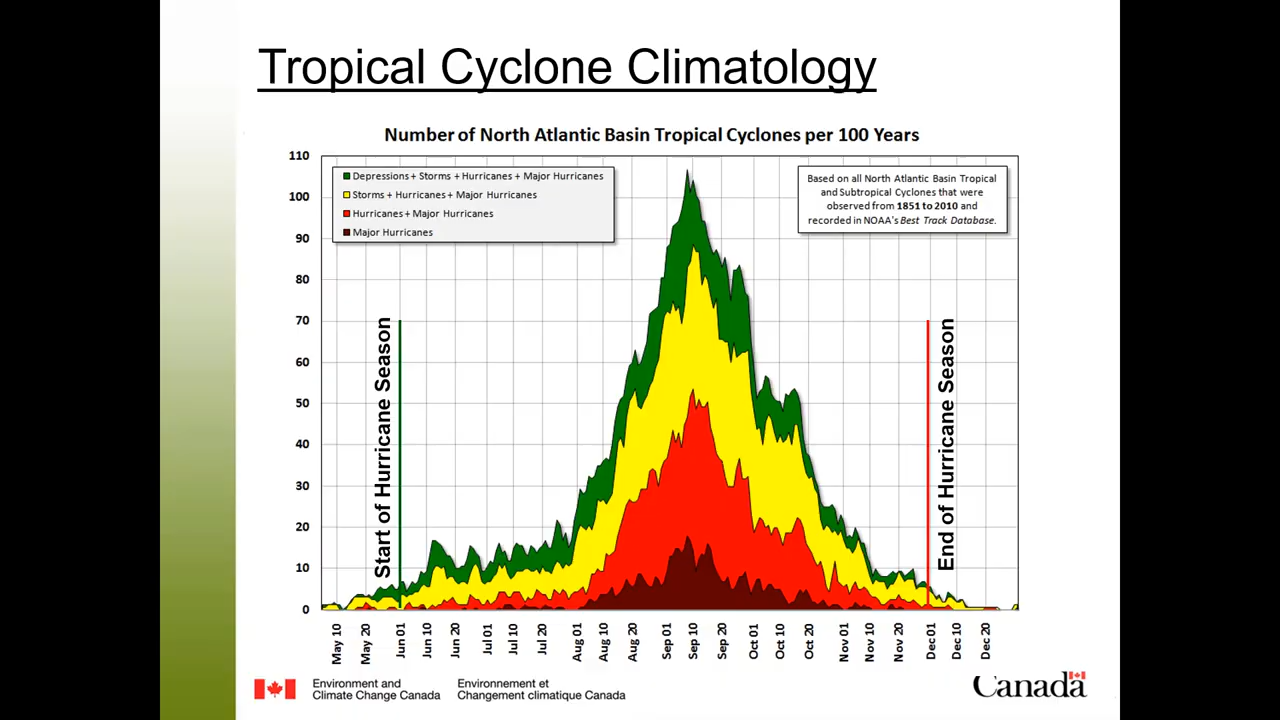 Tropical Cyclone Climatology
Number of North Atlantic Basin Tropical Cyclones per 100 Years
110
100
90
80
70
60
50
40
30
20
10
0
Depressions + Storms + Hurricanes + Major Hurricanes
Storms + Hurricanes + Major Hurricanes
Hurricanes + Major Hurricanes
Major Hurricanes
Based on all North Atlantic Basin Tropical
and Subtropical Cyclones that were
observed from 1851 to 2010 and
recorded in NOAA's Best Track Database.
Start of Hurricane Season
End of Hurricane Season
May 10
May 20
Jun 01
Jun 10
Jun 20
Jul 01
Jul 10
Jul 20
Aug 01
Aug 10
Aug 20
Sep 01
Sep 10
Sep 20
Oct 01
Oct 10
Oct 20
Nov 01
Nov 10
Nov 20
Dec 01
Dec 10
Dec 20
Environment and
Climate Change Canada
Environnement et
Changement climatique Canada
Canada